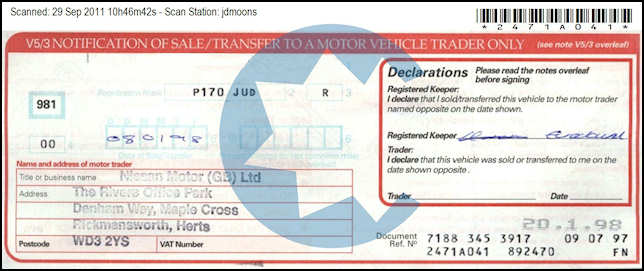 Scanned: 29 Sep 2011 10h46m42s - Scan Station: jdmoons
*2471A041*
V5/3 NOTIFICATION OF SALE/TRANSFER TO A MOTOR VEHICLE TRADER ONLY (see note V5/3 overleaf)
P170 JUD 2 R 3
981
00 4 080198
Name and address of motor trader
Title or business name Nissan Motor (GB) Ltd
Address The Rivers Office Park
Denham Way, Maple Cross
Rickmansworth, Herts
Postcode WD3 2YS VAT Number
Declarations Please read the notes overleaf before signing
Registered Keeper:
I declare that I sold/transferred this vehicle to the motor trader
named opposite on the date shown.
Registered Keeper
Trader:
I declare that this vehicle was sold or transferred to me on the
date shown opposite .
Trader Date
20.1.98
Document Ref. Nº 7188 345 3917 09 07 97
2471A041 892470 FN